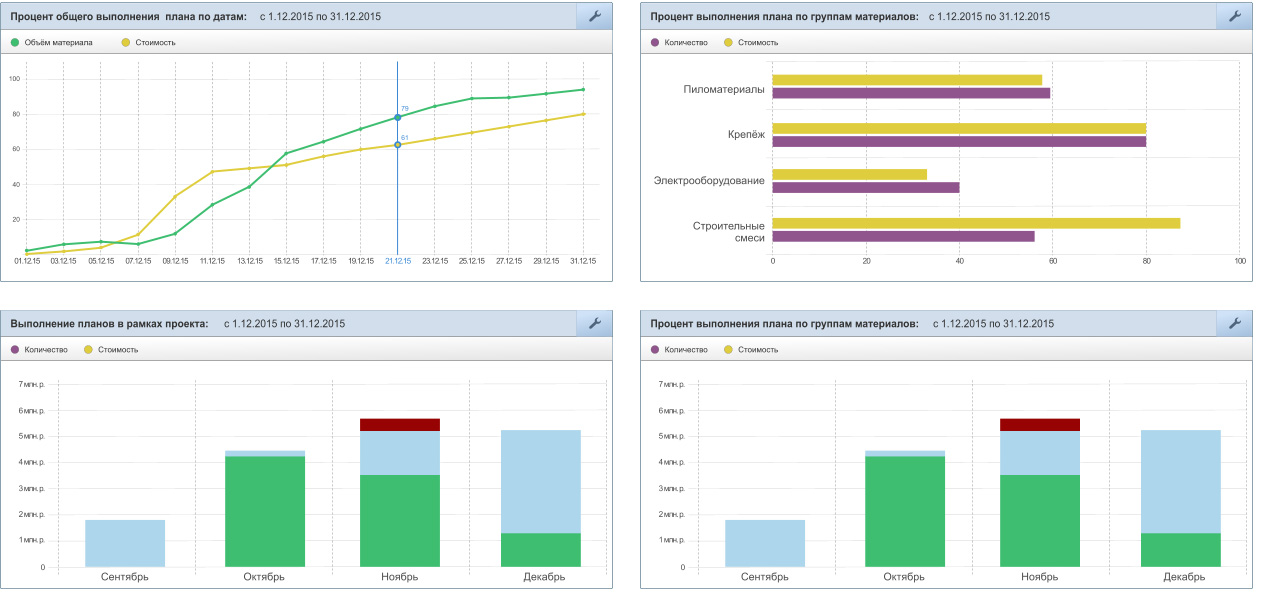 Процент общего выполнения плана по датам: с 1.12.2015 по 31.12.2015
Объём материала Стоимость
100
80
60
40
20
79
61
01.12.15 03.12.15 05.12.15 07.12.15 09.12.15 11.12.15 13.12.15 15.12.15 17.12.15 19.12.15 21.12.15 23.12.15 25.12.15 27.12.15 29.12.15 31.12.15
Процент выполнения плана по группам материалов: с 1.12.2015 по 31.12.2015
Количество Стоимость
Пиломатериалы
Крепёж
Электрооборудование
Строительные
смеси
0 20 40 60 80 100
Выполнение планов в рамках проекта: с 1.12.2015 по 31.12.2015
Количество Стоимость
7 млн. р.
6 млн. р.
5 млн. р.
4 млн. р.
3 млн. р.
2 млн. р.
1 млн. р.
0
Сентябрь Октябрь Ноябрь Декабрь
Процент выполнения плана по группам материалов: с 1.12.2015 по 31.12.2015
Количество Стоимость
7 млн. р.
6 млн. р.
5 млн. р.
4 млн. р.
3 млн. р.
2 млн. р.
1 млн. р.
0
Сентябрь Октябрь Ноябрь Декабрь